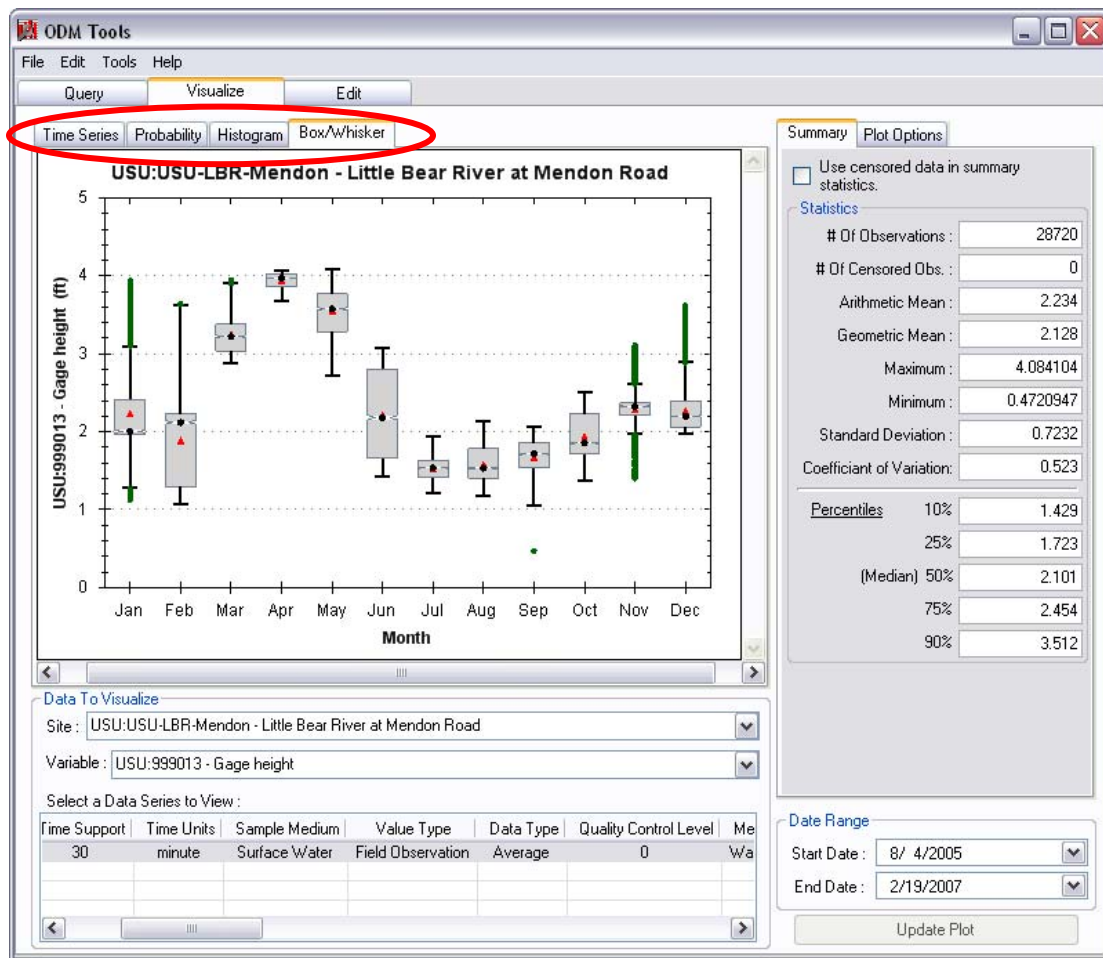 ODM Tools
File Edit Tools Help
Query Visualize Edit
Time Series Probability Histogram Box/Whisker
USU:USU-LBR-Mendon - Little Bear River at Mendon Road
USU:999013 - Gage height (ft)
5
4
3
2
1
0
Jan Feb Mar Apr May Jun Jul Aug Sep Oct Nov Dec
Month
Summary Plot Options
Use censored data in summary
statistics.
Statistics
# Of Observations : 28720
# Of Censored Obs. : 0
Arithmetic Mean : 2.234
Geometric Mean : 2.128
Maximum : 4.084104
Minimum : 0.4720947
Standard Deviation : 0.7232
Coefficiant of Variation: 0.523
Percentiles 10% 1.429
25% 1.723
(Median) 50% 2.101
75% 2.454
90% 3.512
Data To Visualize
Site : USU:USU-LBR-Mendon - Little Bear River at Mendon Road
Variable : USU:999013 - Gage height
Select a Data Series to View :
Time Support Time Units Sample Medium Value Type Data Type Quality Control Level Me
30 minute Surface Water Field Observation Average 0 Wa
Date Range
Start Date : 8/ 4/2005
End Date : 2/19/2007
Update Plot